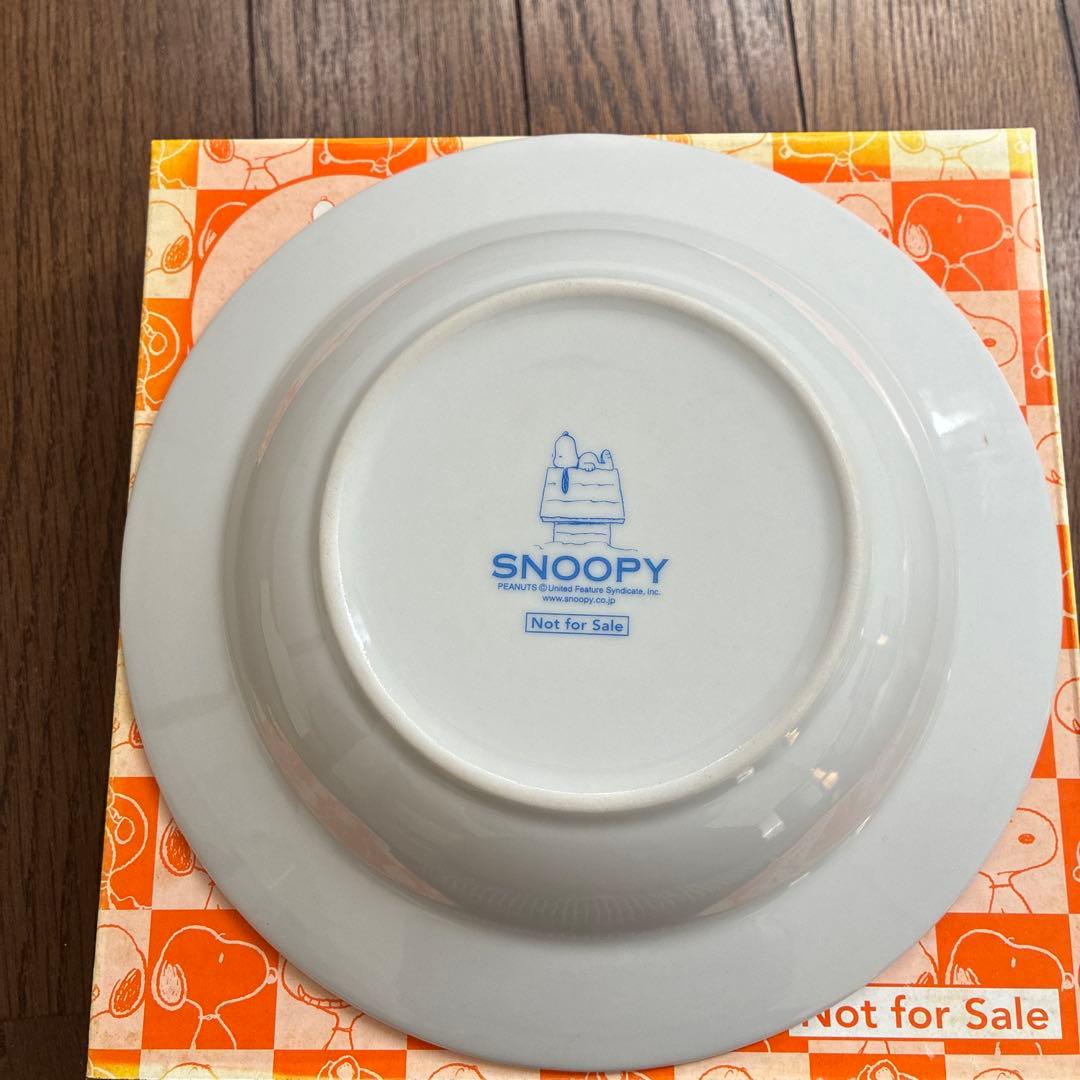 SNOOPY
PEANUTS © United Feature Syndicate, Inc.
www.snoopy.co.jp
Not for Sale
Not for Sale